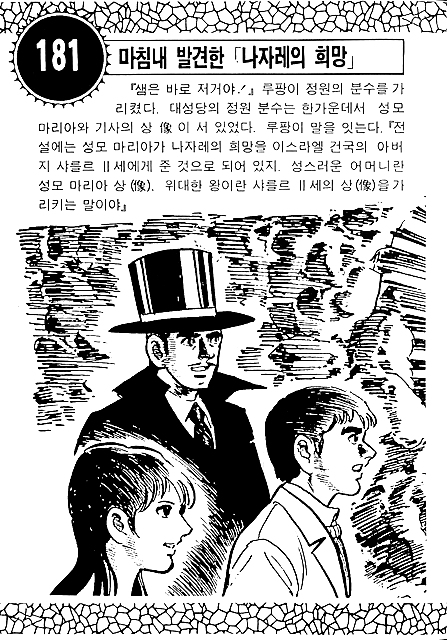 181
마침내 발견한 「나자레의 희망」
『샘은 바로 저거야!』 루팡이 정원의 분수를 가
리켰다. 대성당의 정원 분수는 한가운데서 성모
마리아와 기사의 상 像 이 서 있었다. 루팡이 말을 잇는다. 『전
설에는 성모 마리아가 나자레의 희망을 이스라엘 건국의 아버
지 샤를르 Ⅱ세에게 준 것으로 되어 있지. 성스러운 어머니란
성모 마리아 상(像). 위대한 왕이란 샤를르 Ⅱ세의 상(像)을 가
리키는 말이야』